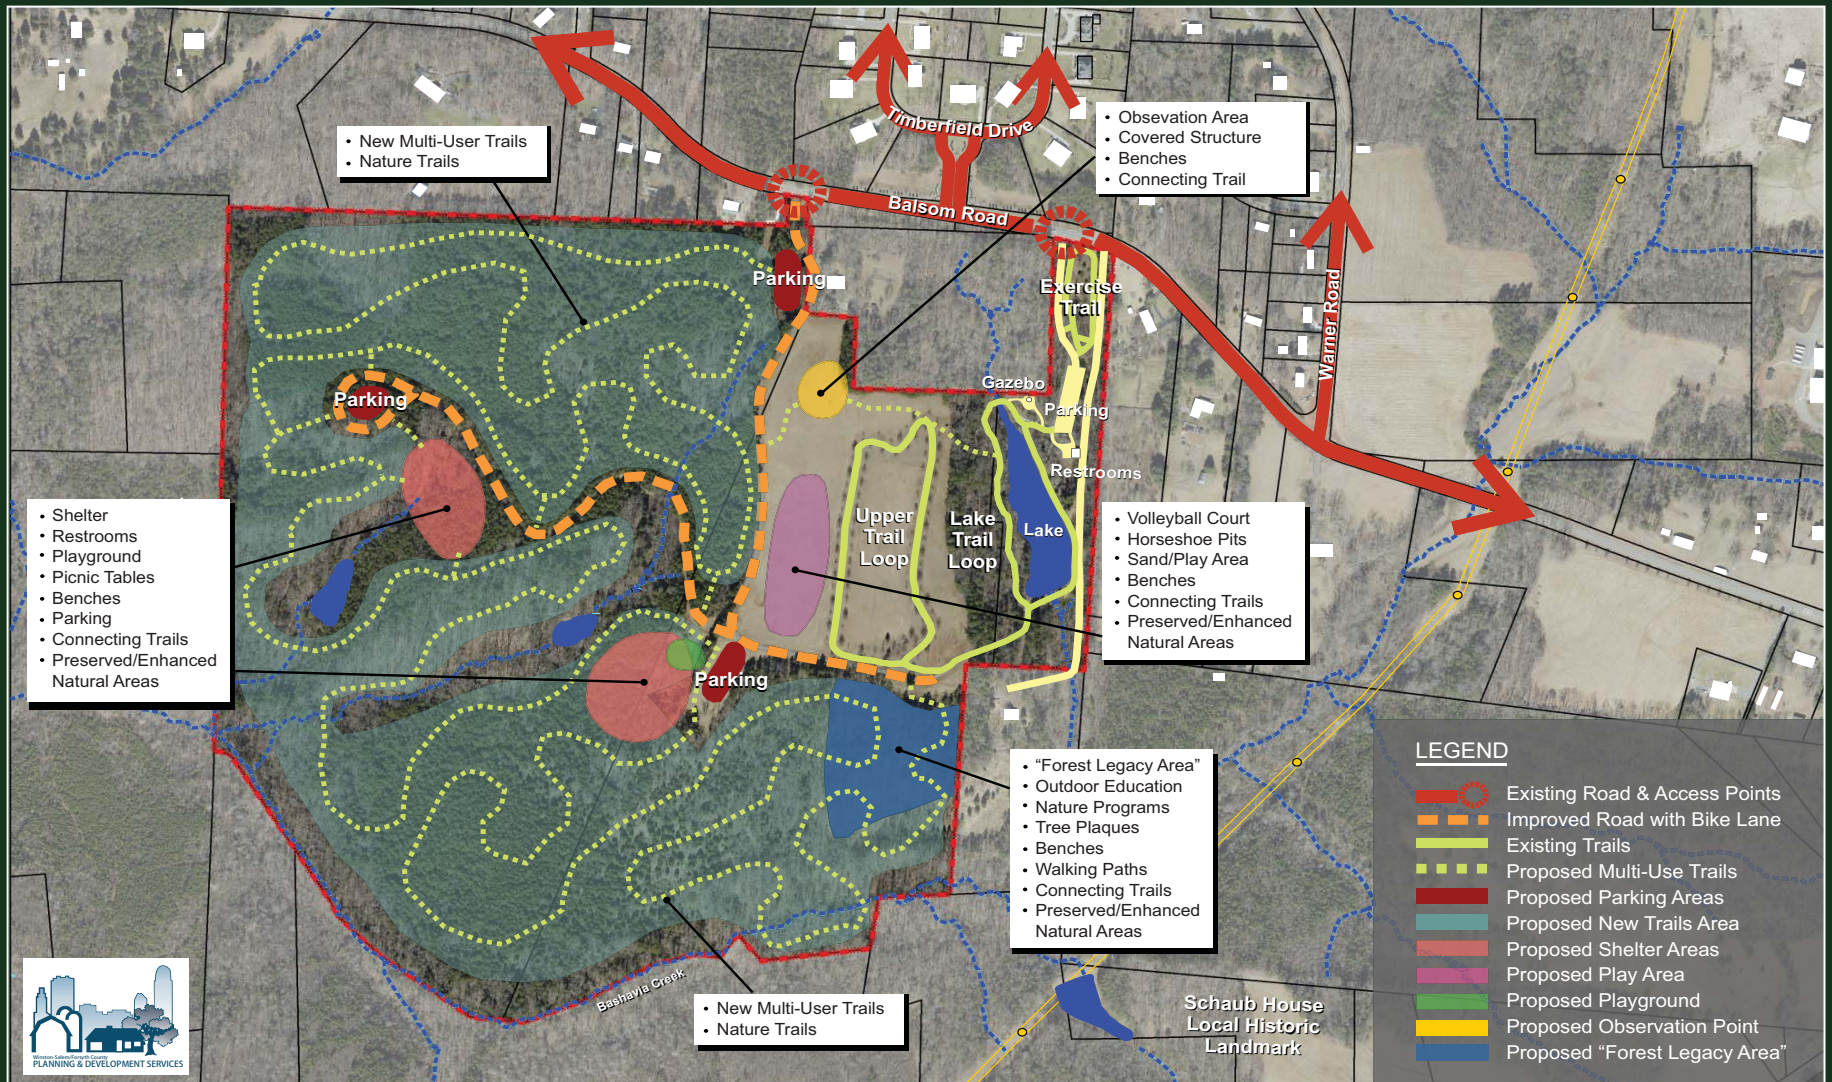 Timberfield Drive
Balsom Road
Warner Road
• New Multi-User Trails
• Nature Trails
• Obsevation Area
• Covered Structure
• Benches
• Connecting Trail
Parking
Exercise
Trail
Gazebo
Parking
Restrooms
Parking
Upper
Trail
Loop
Lake
Trail
Loop
Lake
• Shelter
• Restrooms
• Playground
• Picnic Tables
• Benches
• Parking
• Connecting Trails
• Preserved/Enhanced
Natural Areas
• Volleyball Court
• Horseshoe Pits
• Sand/Play Area
• Benches
• Connecting Trails
• Preserved/Enhanced
Natural Areas
Parking
• “Forest Legacy Area”
• Outdoor Education
• Nature Programs
• Tree Plaques
• Benches
• Walking Paths
• Connecting Trails
• Preserved/Enhanced
Natural Areas
Bashavia Creek
• New Multi-User Trails
• Nature Trails
Schaub House
Local Historic
Landmark
LEGEND
Existing Road & Access Points
Improved Road with Bike Lane
Existing Trails
Proposed Multi-Use Trails
Proposed Parking Areas
Proposed New Trails Area
Proposed Shelter Areas
Proposed Play Area
Proposed Playground
Proposed Observation Point
Proposed “Forest Legacy Area”
Winston-Salem/Forsyth County
PLANNING & DEVELOPMENT SERVICES